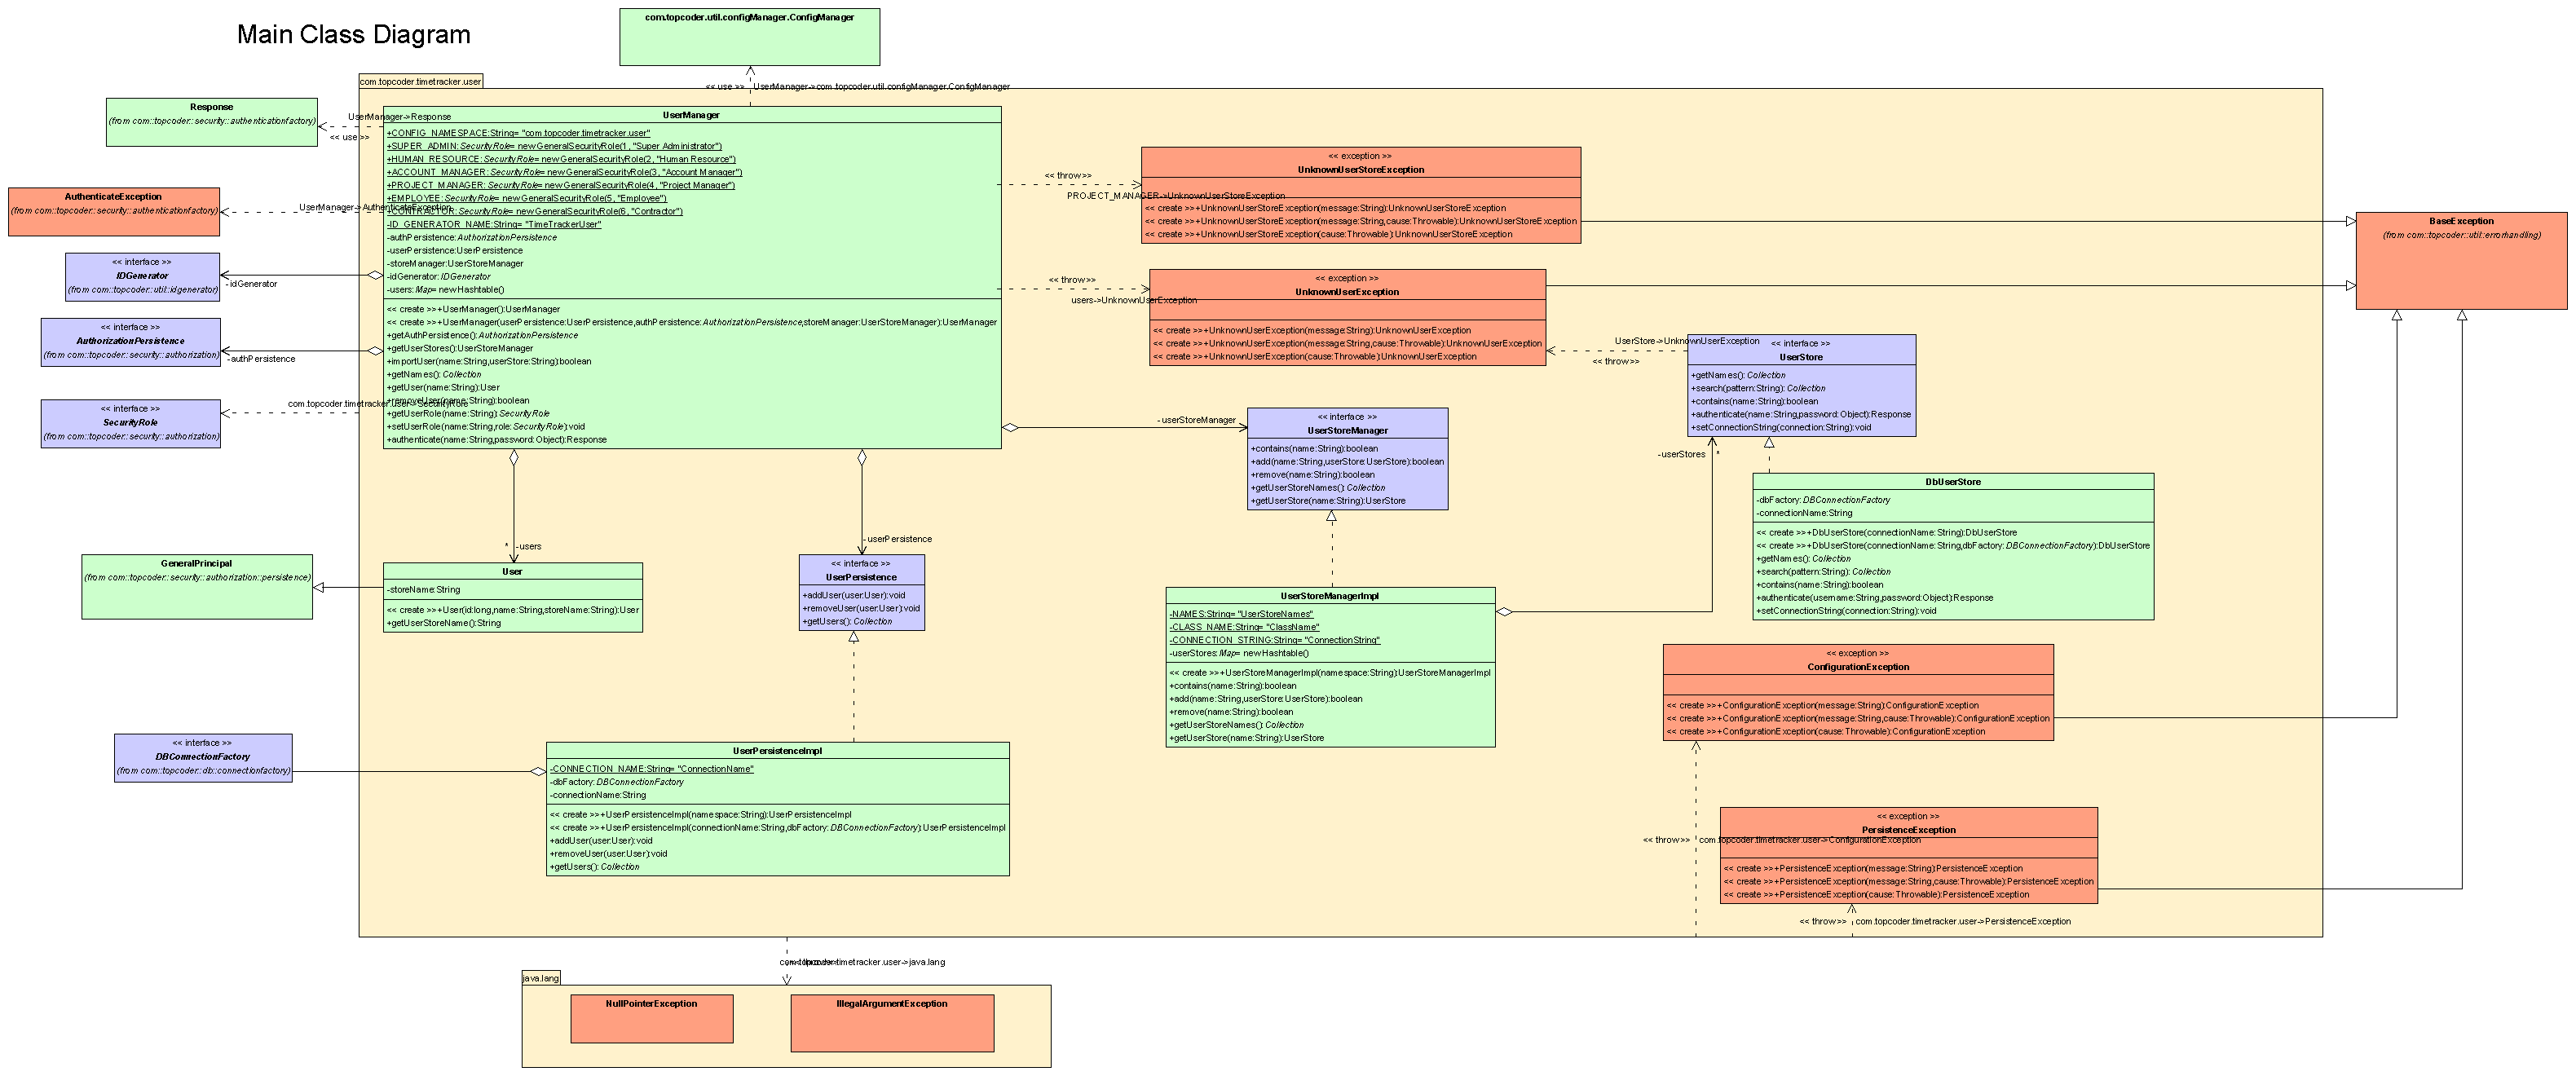 Main Class Diagram
com.topcoder.util.configManager.ConfigManager
<< use >>
UserManager->com.topcoder.util.configManager.ConfigManager
com.topcoder.timetracker.user
Response
(from com::topcoder::security::authenticationfactory)
UserManager->Response
<< use >>
AuthenticateException
(from com::topcoder::security::authenticationfactory)
UserManager->AuthenticateException
<< interface >>
IDGenerator
(from com::topcoder::util::idgenerator)
-idGenerator
<< interface >>
AuthorizationPersistence
(from com::topcoder::security::authorization)
-authPersistence
<< interface >>
SecurityRole
(from com::topcoder::security::authorization)
com.topcoder.timetracker.user->SecurityRole
UserManager
+CONFIG_NAMESPACE:String= "com.topcoder.timetracker.user"
+SUPER_ADMIN:SecurityRole= new GeneralSecurityRole(1, "Super Administrator")
+HUMAN_RESOURCE:SecurityRole= new GeneralSecurityRole(2, "Human Resource")
+ACCOUNT_MANAGER:SecurityRole= new GeneralSecurityRole(3, "Account Manager")
+PROJECT_MANAGER:SecurityRole= new GeneralSecurityRole(4, "Project Manager")
+EMPLOYEE:SecurityRole= new GeneralSecurityRole(5, "Employee")
+CONTRACTOR:SecurityRole= new GeneralSecurityRole(6, "Contractor")
-ID_GENERATOR_NAME:String= "TimeTrackerUser"
-authPersistence:AuthorizationPersistence
-userPersistence:UserPersistence
-storeManager:UserStoreManager
-idGenerator:IDGenerator
-users:Map= new Hashtable()
<< create >>+UserManager():UserManager
<< create >>+UserManager(userPersistence:UserPersistence,authPersistence:AuthorizationPersistence,storeManager:UserStoreManager):UserManager
+getAuthPersistence():AuthorizationPersistence
+getUserStores():UserStoreManager
+importUser(name:String,userStore:String):boolean
+getNames():Collection
+getUser(name:String):User
+removeUser(name:String):boolean
+getUserRole(name:String):SecurityRole
+setUserRole(name:String,role:SecurityRole):void
+authenticate(name:String,password:Object):Response
<< throw>>
PROJECT_MANAGER->UnknownUserStoreException
<< exception >>
UnknownUserStoreException
<< create >>+UnknownUserStoreException(message:String):UnknownUserStoreException
<< create >>+UnknownUserStoreException(message:String,cause:Throwable):UnknownUserStoreException
<< create >>+UnknownUserStoreException(cause:Throwable):UnknownUserStoreException
BaseException
(from com::topcoder::util::errorhandling)
<< throw>>
users->UnknownUserException
<< exception >>
UnknownUserException
<< create >>+UnknownUserException(message:String):UnknownUserException
<< create >>+UnknownUserException(message:String,cause:Throwable):UnknownUserException
<< create >>+UnknownUserException(cause:Throwable):UnknownUserException
UserStore->UnknownUserException
<< throw>>
<< interface >>
UserStore
+getNames():Collection
+search(pattern:String):Collection
+contains(name:String):boolean
+authenticate(name:String,password:Object):Response
+setConnectionString(connection:String):void
-userStoreManager
<< interface >>
UserStoreManager
+contains(name:String):boolean
+add(name:String,userStore:UserStore):boolean
+remove(name:String):boolean
+getUserStoreNames():Collection
+getUserStore(name:String):UserStore
-userStores
*
DbUserStore
-dbFactory:DBConnectionFactory
-connectionName:String
<< create >>+DbUserStore(connectionName:String):DbUserStore
<< create >>+DbUserStore(connectionName:String,dbFactory:DBConnectionFactory):DbUserStore
+getNames():Collection
+search(pattern:String):Collection
+contains(name:String):boolean
+authenticate(username:String,password:Object):Response
+setConnectionString(connection:String):void
* -users
-userPersistence
GeneralPrincipal
(from com::topcoder::security::authorization::persistence)
User
-storeName:String
<< create >>+User(id:long,name:String,storeName:String):User
+getUserStoreName():String
<< interface >>
UserPersistence
+addUser(user:User):void
+removeUser(user:User):void
+getUsers():Collection
UserStoreManagerImpl
-NAMES:String= "UserStoreNames"
-CLASS_NAME:String= "ClassName"
-CONNECTION_STRING:String= "ConnectionString"
-userStores:Map= new Hashtable()
<< create >>+UserStoreManagerImpl(namespace:String):UserStoreManagerImpl
+contains(name:String):boolean
+add(name:String,userStore:UserStore):boolean
+remove(name:String):boolean
+getUserStoreNames():Collection
+getUserStore(name:String):UserStore
<< exception >>
ConfigurationException
<< create >>+ConfigurationException(message:String):ConfigurationException
<< create >>+ConfigurationException(message:String,cause:Throwable):ConfigurationException
<< create >>+ConfigurationException(cause:Throwable):ConfigurationException
<< interface >>
DBConnectionFactory
(from com::topcoder::db::connectionfactory)
UserPersistenceImpl
-CONNECTION_NAME:String= "ConnectionName"
-dbFactory:DBConnectionFactory
-connectionName:String
<< create >>+UserPersistenceImpl(namespace:String):UserPersistenceImpl
<< create >>+UserPersistenceImpl(connectionName:String,dbFactory:DBConnectionFactory):UserPersistenceImpl
+addUser(user:User):void
+removeUser(user:User):void
+getUsers():Collection
<< throw>>
com.topcoder.timetracker.user->ConfigurationException
<< exception >>
PersistenceException
<< create >>+PersistenceException(message:String):PersistenceException
<< create >>+PersistenceException(message:String,cause:Throwable):PersistenceException
<< create >>+PersistenceException(cause:Throwable):PersistenceException
<< throw>>
com.topcoder.timetracker.user->PersistenceException
com.topcoder.timetracker.user->java.lang
java.lang
NullPointerException
IllegalArgumentException